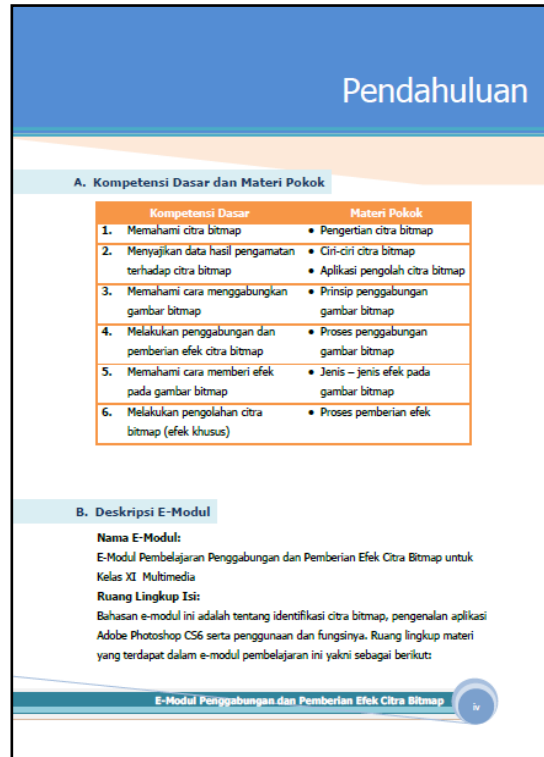 Pendahuluan
A. Kompetensi Dasar dan Materi Pokok
Kompetensi Dasar Materi Pokok
1. Memahami citra bitmap • Pengertian citra bitmap
2. Menyajikan data hasil pengamatan • Ciri-ciri citra bitmap
terhadap citra bitmap • Aplikasi pengolah citra bitmap
3. Memahami cara menggabungkan • Prinsip penggabungan
gambar bitmap gambar bitmap
4. Melakukan penggabungan dan • Proses penggabungan
pemberian efek citra bitmap gambar bitmap
5. Memahami cara memberi efek • Jenis – jenis efek pada
pada gambar bitmap gambar bitmap
6. Melakukan pengolahan citra • Proses pemberian efek
bitmap (efek khusus)
B. Deskripsi E-Modul
Nama E-Modul:
E-Modul Pembelajaran Penggabungan dan Pemberian Efek Citra Bitmap untuk
Kelas XI Multimedia
Ruang Lingkup Isi:
Bahasan e-modul ini adalah tentang identifikasi citra bitmap, pengenalan aplikasi
Adobe Photoshop CS6 serta penggunaan dan fungsinya. Ruang lingkup materi
yang terdapat dalam e-modul pembelajaran ini yakni sebagai berikut:
E-Modul Penggabungan dan Pemberian Efek Citra Bitmap iv